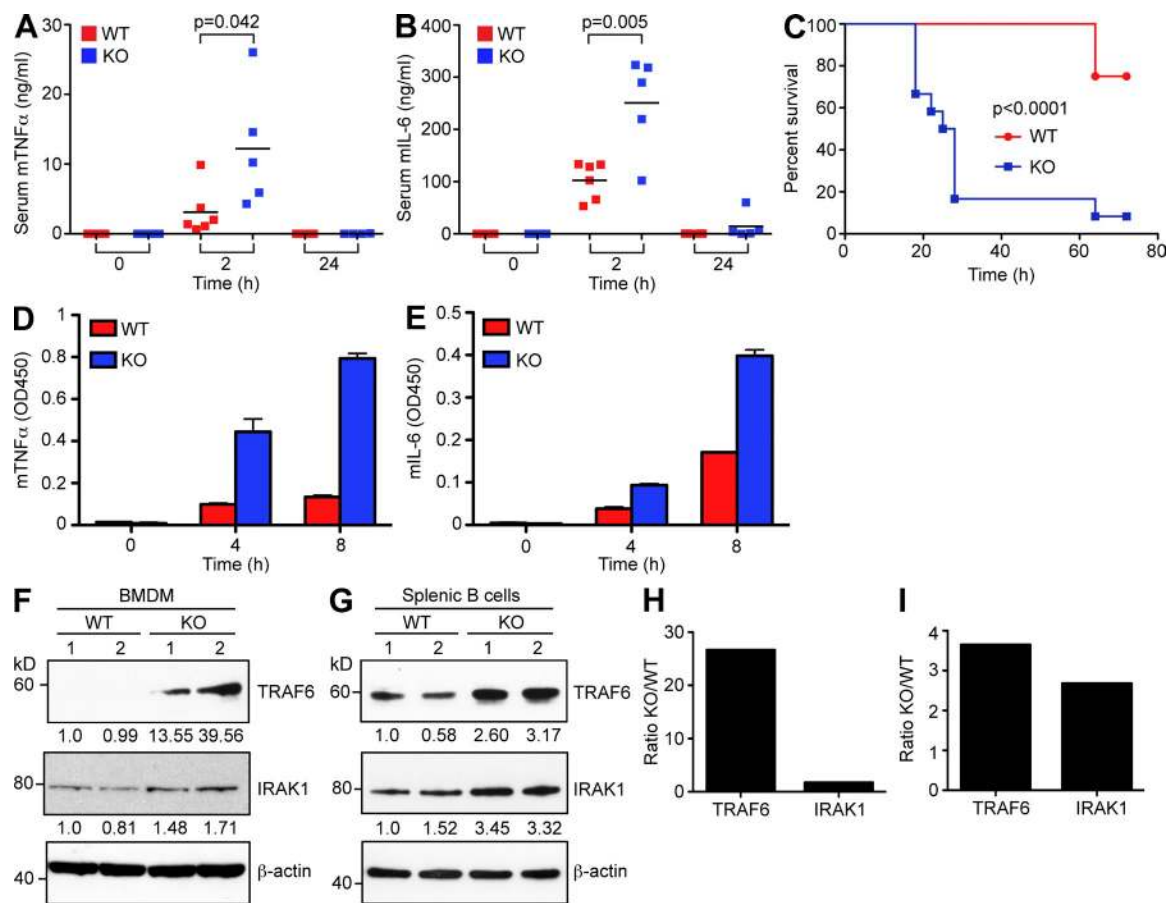 A
Serum mTNFα (ng/ml)
30
20
10
0
WT
KO
p=0.042
0 2 24
Time (h)
B
Serum mIL-6 (ng/ml)
400
300
200
100
0
WT
KO
p=0.005
0 2 24
Time (h)
C
Percent survival
100
80
60
40
20
0
p<0.0001
WT
KO
0 20 40 60 80
Time (h)
D
mTNFα (OD450)
1
0.8
0.6
0.4
0.2
0
WT
KO
0 4 8
Time (h)
E
mIL-6 (OD450)
0.5
0.4
0.3
0.2
0.1
0
WT
KO
0 4 8
Time (h)
F
BMDM
WT KO
1 2 1 2
kD
60
TRAF6
1.0 0.99 13.55 39.56
80
IRAK1
1.0 0.81 1.48 1.71
40
β-actin
G
Splenic B cells
WT KO
1 2 1 2
kD
60
TRAF6
1.0 0.58 2.60 3.17
80
IRAK1
1.0 1.52 3.45 3.32
40
β-actin
H
Ratio KO/WT
30
20
10
0
TRAF6 IRAK1
I
Ratio KO/WT
4
3
2
1
0
TRAF6 IRAK1